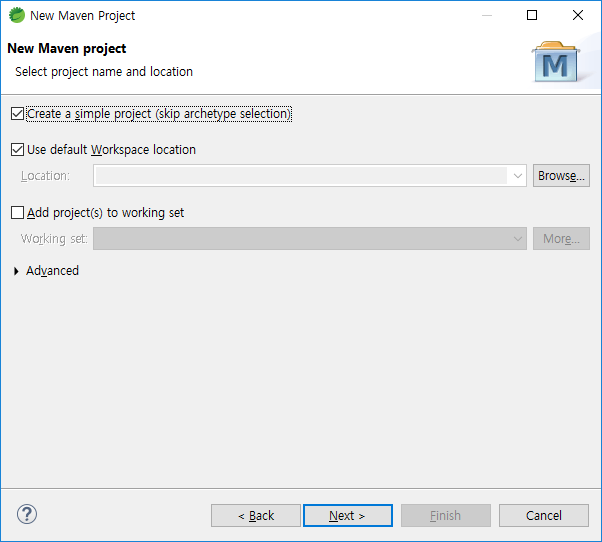 New Maven Project
New Maven project
Select project name and location
M
Create a simple project (skip archetype selection)
Use default Workspace location
Location:
Browse...
Add project(s) to working set
Working set:
More...
Advanced
?
< Back
Next >
Finish
Cancel